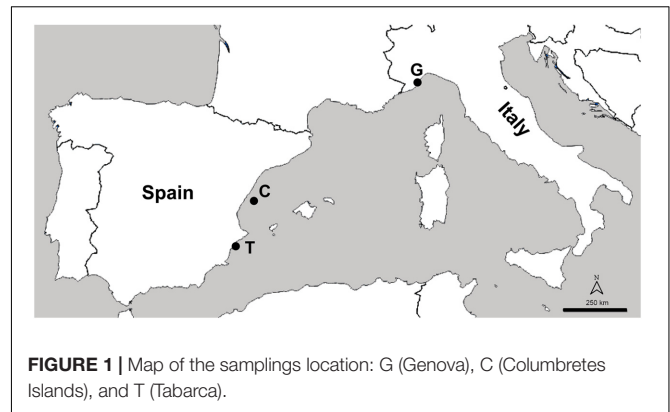 G
Italy
Spain
C
T
N
250 km
FIGURE 1 | Map of the samplings location: G (Genova), C (Columbretes
Islands), and T (Tabarca).